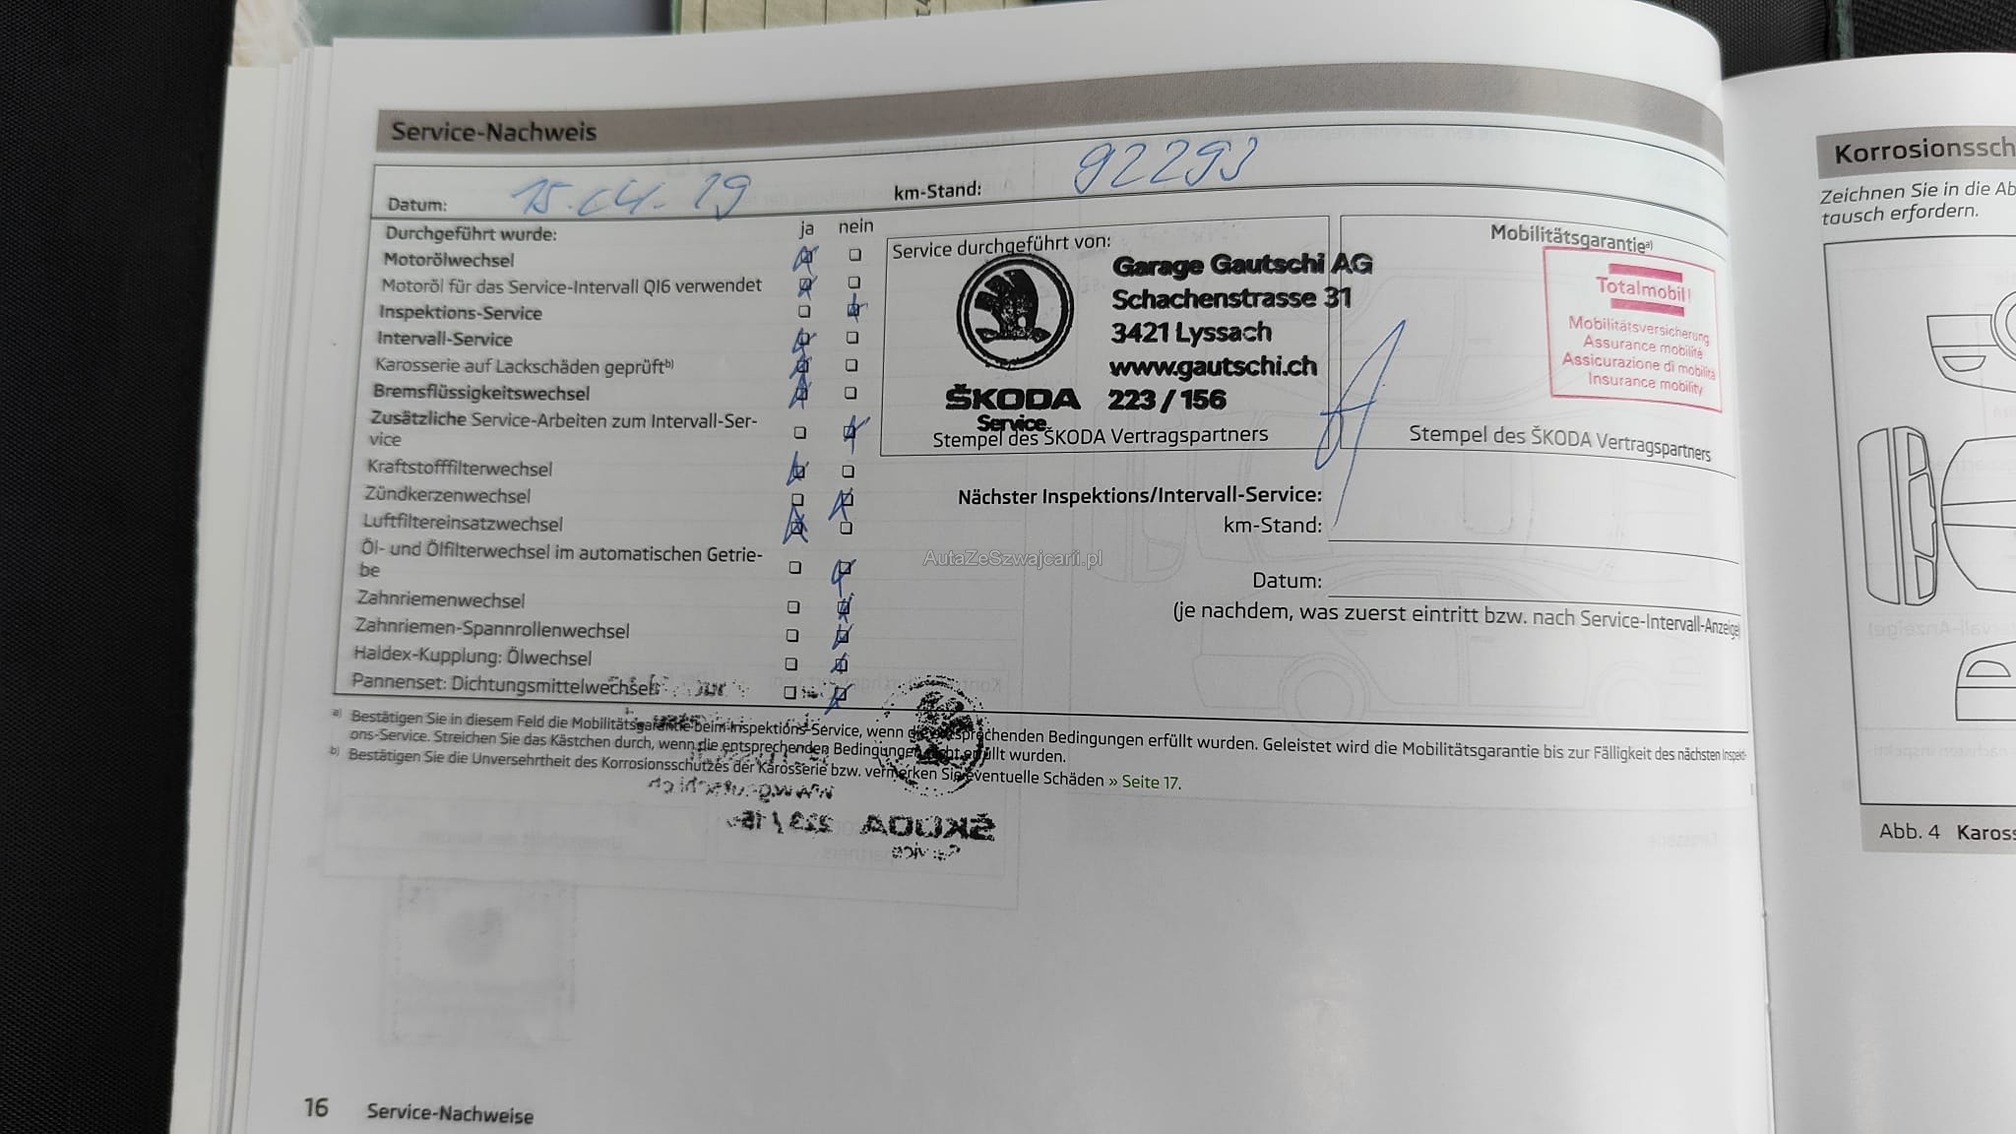 Service-Nachweis
Datum: 15.04.19 km-Stand: 92293
Durchgeführt wurde: ja nein
Motorölwechsel
Motoröl für das Service-Intervall QI6 verwendet
Inspektions-Service
Intervall-Service
Karosserie auf Lackschäden geprüft b)
Bremsflüssigkeitswechsel
Zusätzliche Service-Arbeiten zum Intervall-Ser-
vice
Kraftstofffilterwechsel
Zündkerzenwechsel
Luftfiltereinsatzwechsel
Öl- und Ölfilterwechsel im automatischen Getrie-
be
Zahnriemenwechsel
Zahnriemen-Spannrollenwechsel
Haldex-Kupplung: Ölwechsel
Pannenset: Dichtungsmittelwechsel
Service durchgeführt von:
Garage Gautschi AG
Schachenstrasse 31
3421 Lyssach
www.gautschi.ch
ŠKODA 223 / 156
Service
Stempel des ŠKODA Vertragspartners
Mobilitätsgarantie a)
Totalmobil!
Mobilitätsversicherung
Assurance mobilité
Assicurazione di mobilità
Insurance mobility
Stempel des ŠKODA Vertragspartners
Nächster Inspektions/Intervall-Service:
km-Stand:
Datum:
(je nachdem, was zuerst eintritt bzw. nach Service-Intervall-Anzeige)
AutaZeSzwajcarii.pl
a) Bestätigen Sie in diesem Feld die Mobilitätsgarantie beim Inspektions-Service, wenn die entsprechenden Bedingungen erfüllt wurden. Geleistet wird die Mobilitätsgarantie bis zur Fälligkeit des nächsten Inspekti-
ons-Service. Streichen Sie das Kästchen durch, wenn die entsprechenden Bedingungen nicht erfüllt wurden.
b) Bestätigen Sie die Unversehrtheit des Korrosionsschutzes der Karosserie bzw. vermerken Sie eventuelle Schäden » Seite 17.
16 Service-Nachweise
Korrosionssch
Zeichnen Sie in die Ab
tausch erfordern.
Abb. 4 Kaross